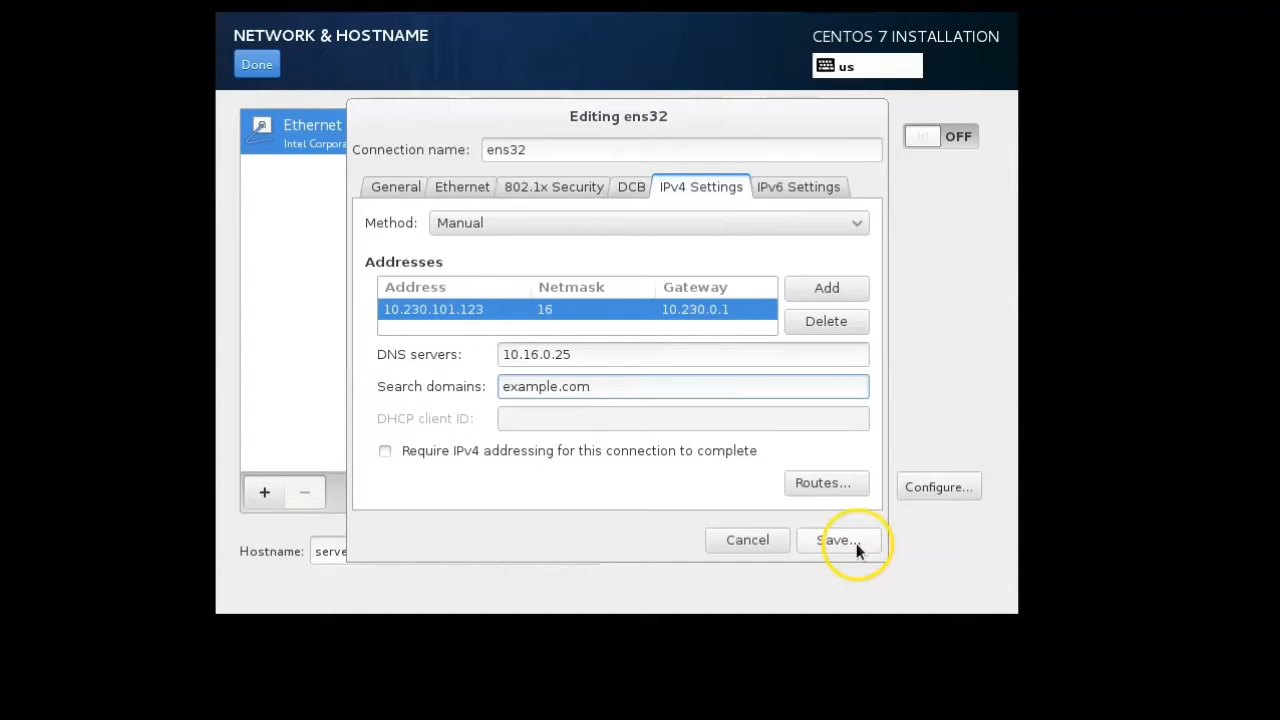 NETWORK & HOSTNAME
CENTOS 7 INSTALLATION
Done
us
Editing ens32
Ethernet
Intel Corpora
OFF
Connection name: ens32
General Ethernet 802.1x Security DCB IPv4 Settings IPv6 Settings
Method: Manual
Addresses
Address Netmask Gateway
Add
10.230.101.123 16 10.230.0.1
Delete
DNS servers: 10.16.0.25
Search domains: example.com
DHCP client ID:
Require IPv4 addressing for this connection to complete
Routes...
+ −
Configure...
Cancel
Save...
Hostname: serve